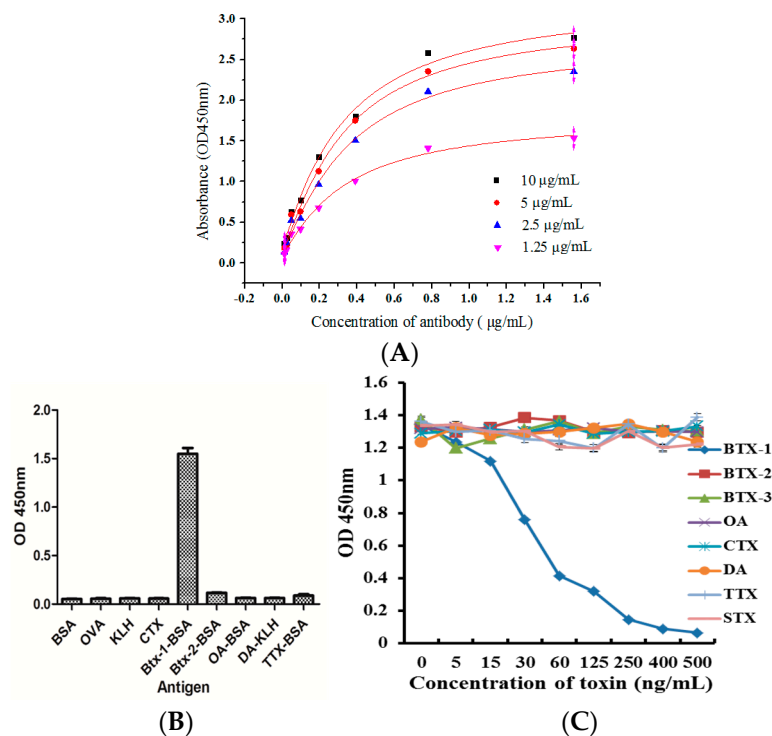 3.0
2.5
2.0
1.5
1.0
0.5
0.0
Absorbance (OD450nm)
10 µg/mL
5 µg/mL
2.5 µg/mL
1.25 µg/mL
-0.2 0.0 0.2 0.4 0.6 0.8 1.0 1.2 1.4 1.6
Concentration of antibody ( µg/mL)
(A)
2.0
1.5
1.0
0.5
0.0
OD 450nm
BSA
OVA
KLH
CTX
Btx-1-BSA
Btx-2-BSA
OA-BSA
DA-KLH
TTX-BSA
Antigen
(B)
1.6
1.4
1.2
1
0.8
0.6
0.4
0.2
0
OD 450nm
BTX-1
BTX-2
BTX-3
OA
CTX
DA
TTX
STX
0 5 15 30 60 125 250 400 500
Concentration of toxin (ng/mL)
(C)